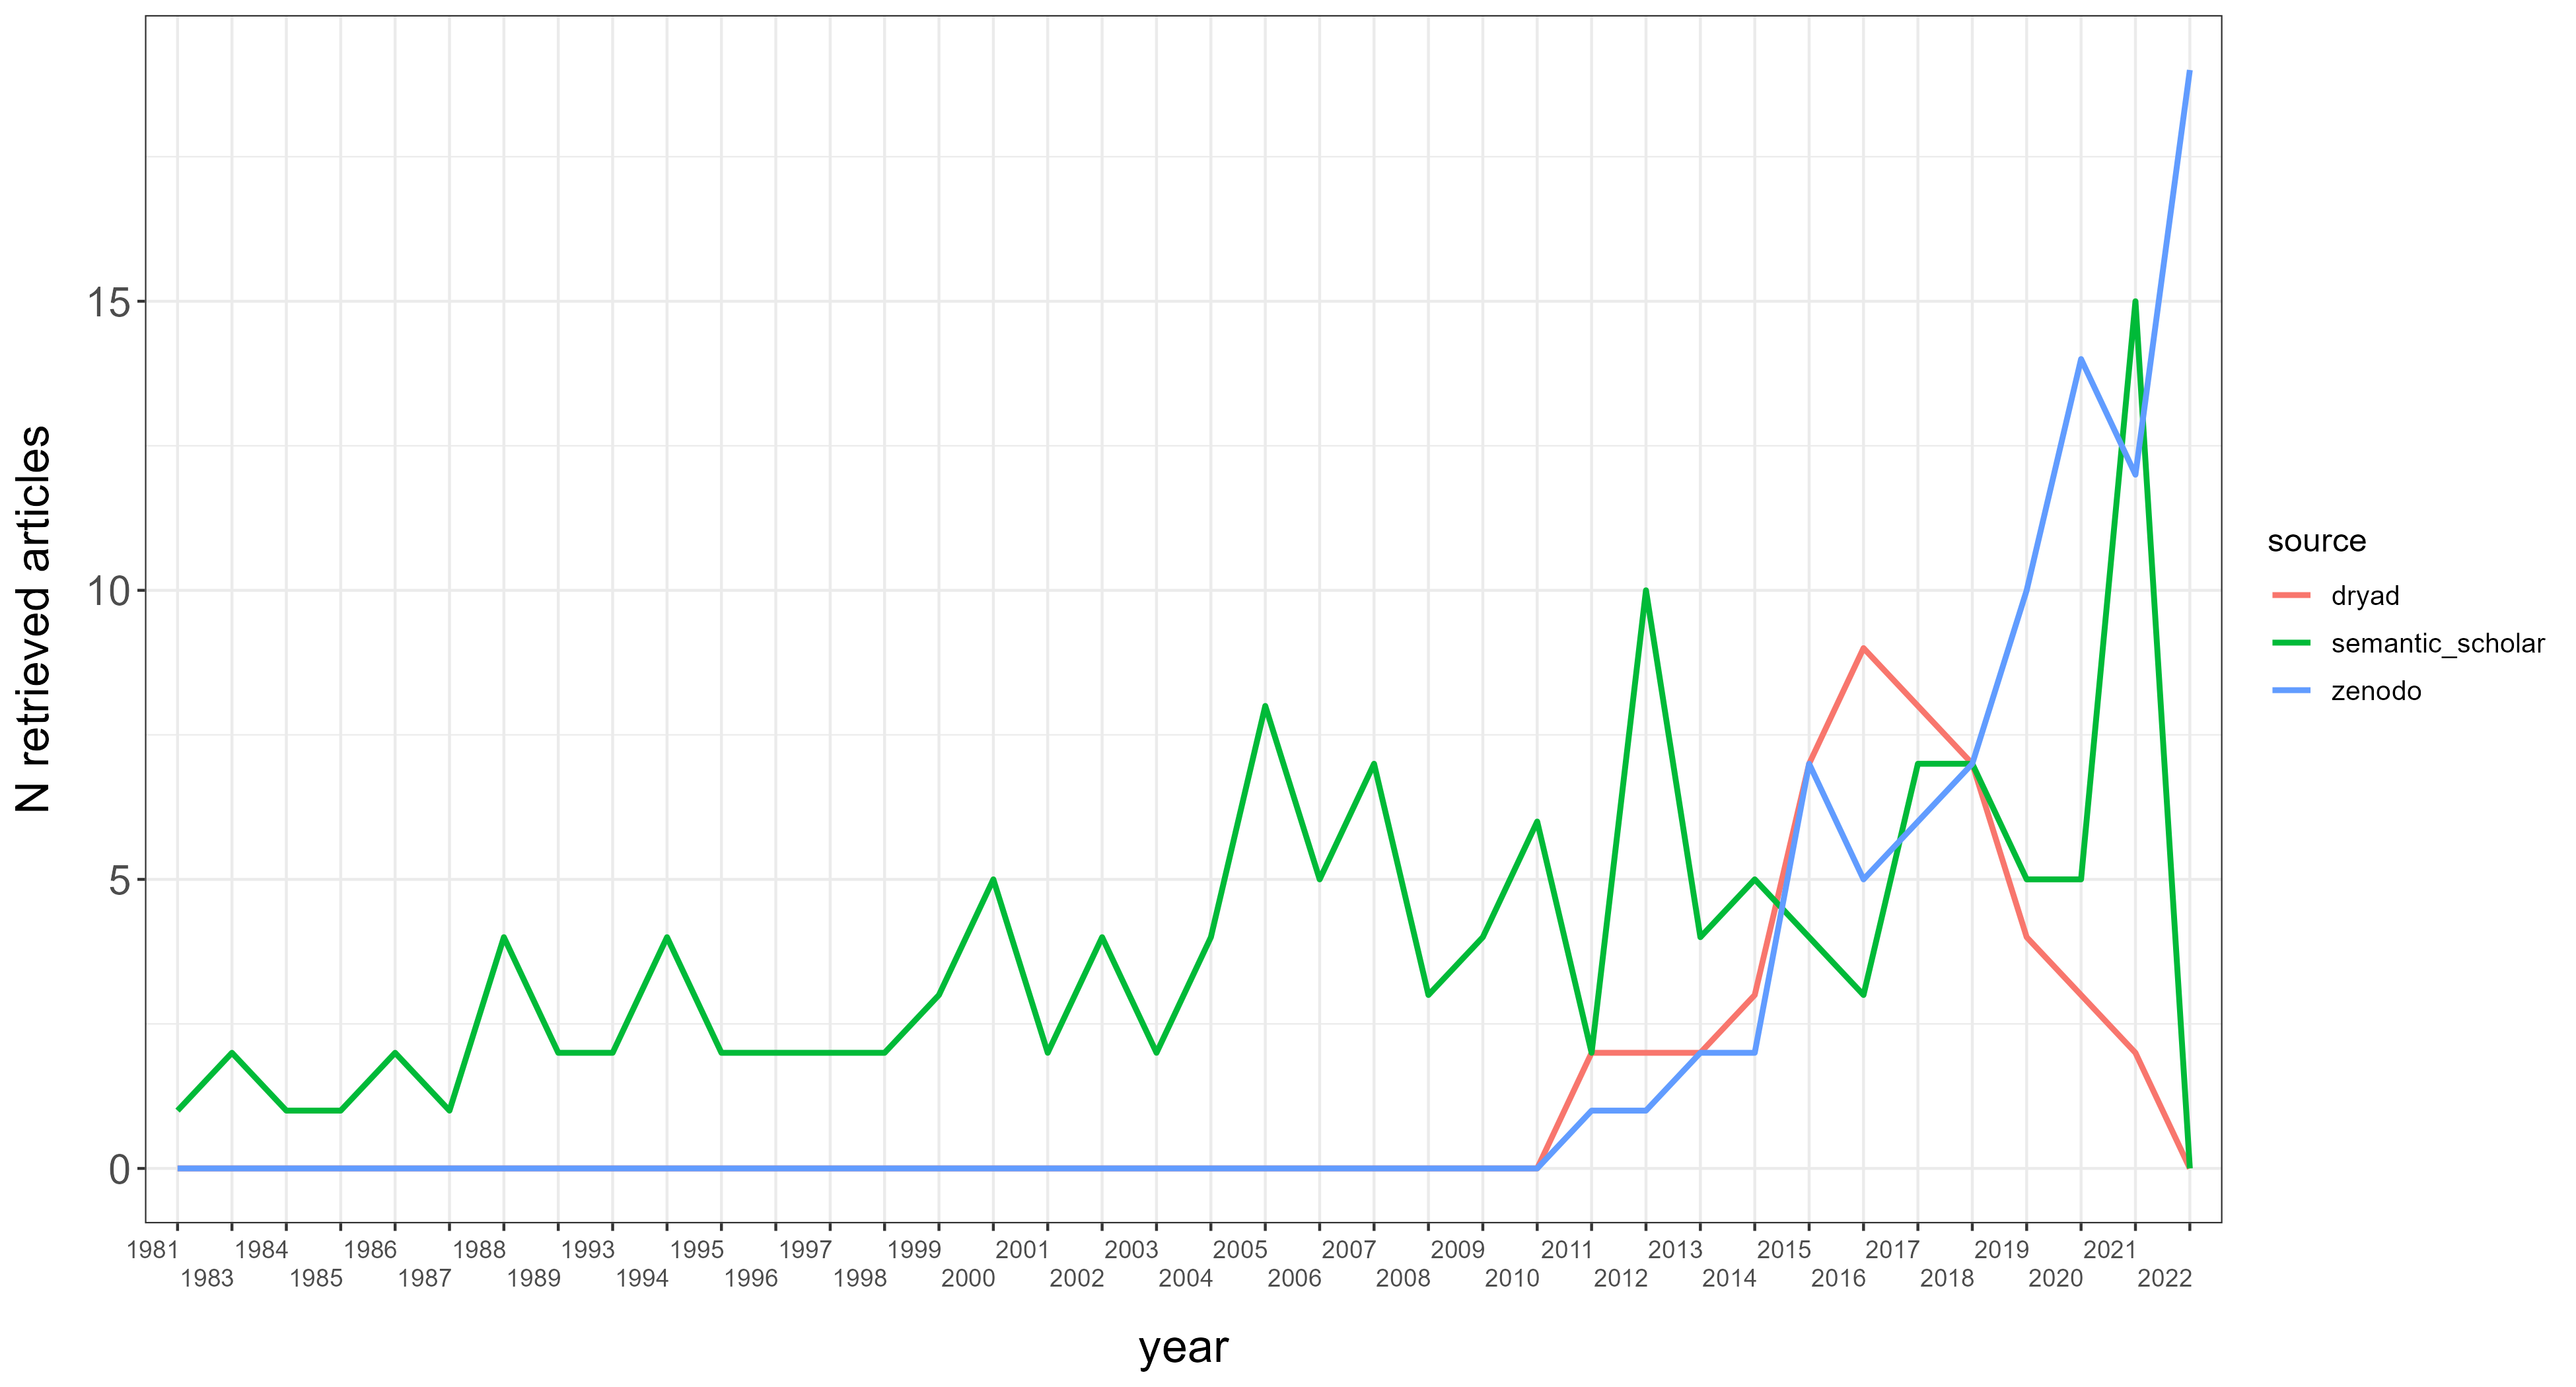 N retrieved articles
15
10
5
0
1981 1984 1986 1988 1993 1995 1997 1999 2001 2003 2005 2007 2009 2011 2013 2015 2017 2019 2021
1983 1985 1987 1989 1994 1996 1998 2000 2002 2004 2006 2008 2010 2012 2014 2016 2018 2020 2022
year
source
dryad
semantic_scholar
zenodo